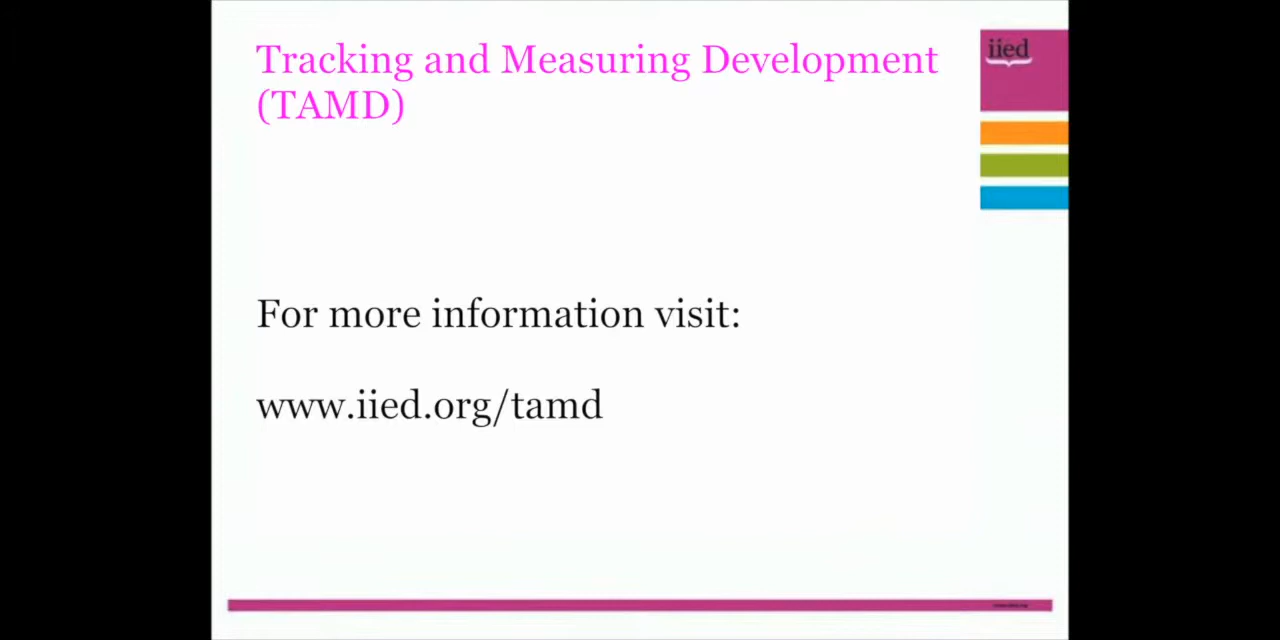 Tracking and Measuring Development
(TAMD)
iied
For more information visit:
www.iied.org/tamd